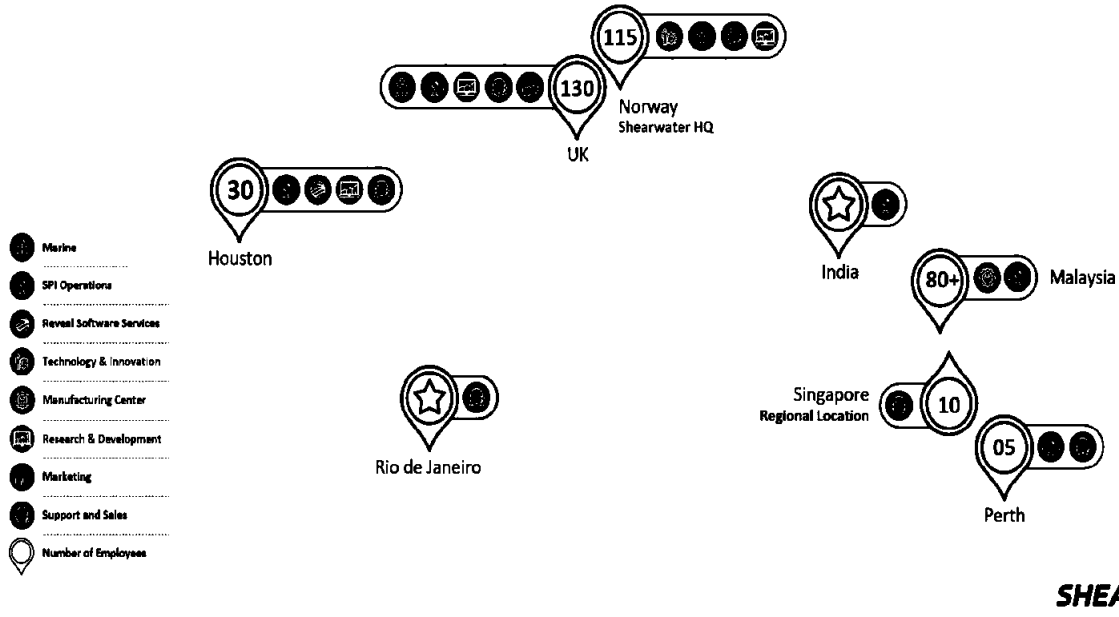 115
130
Norway
Shearwater HQ
UK
30
Houston
India
80+
Malaysia
Marine
SPI Operations
Reveal Software Services
Technology & Innovation
Manufacturing Center
Research & Development
Marketing
Support and Sales
Number of Employees
Rio de Janeiro
Singapore
Regional Location
10
05
Perth
SHEA